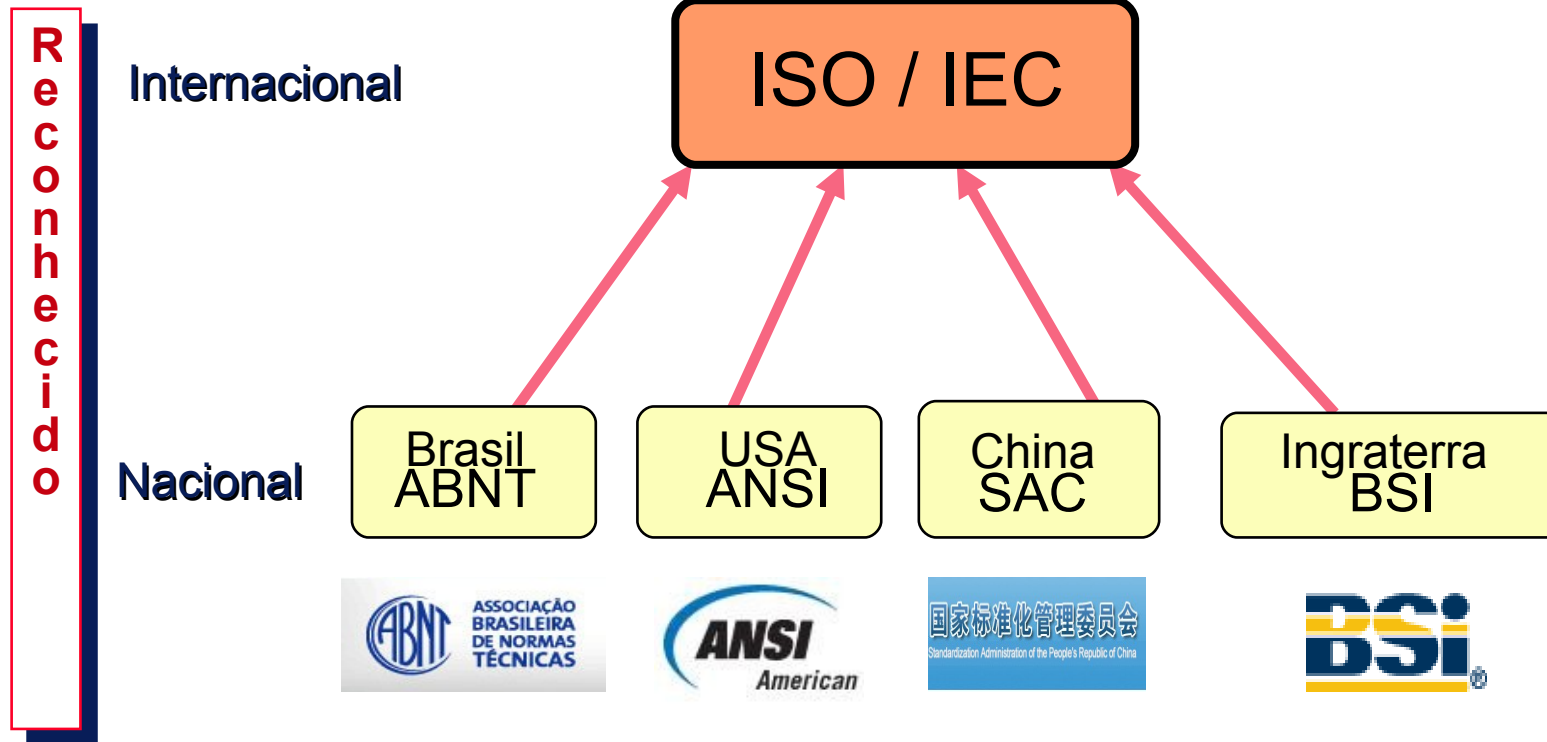 Reconhecido
Internacional
ISO / IEC
Nacional
Brasil
ABNT
USA
ANSI
China
SAC
Ingraterra
BSI
ABNT
ASSOCIAÇÃO
BRASILEIRA
DE NORMAS
TÉCNICAS
ANSI
American
国家标准化管理委员会
Standardization Administration of the People's Republic of China
BSi
®